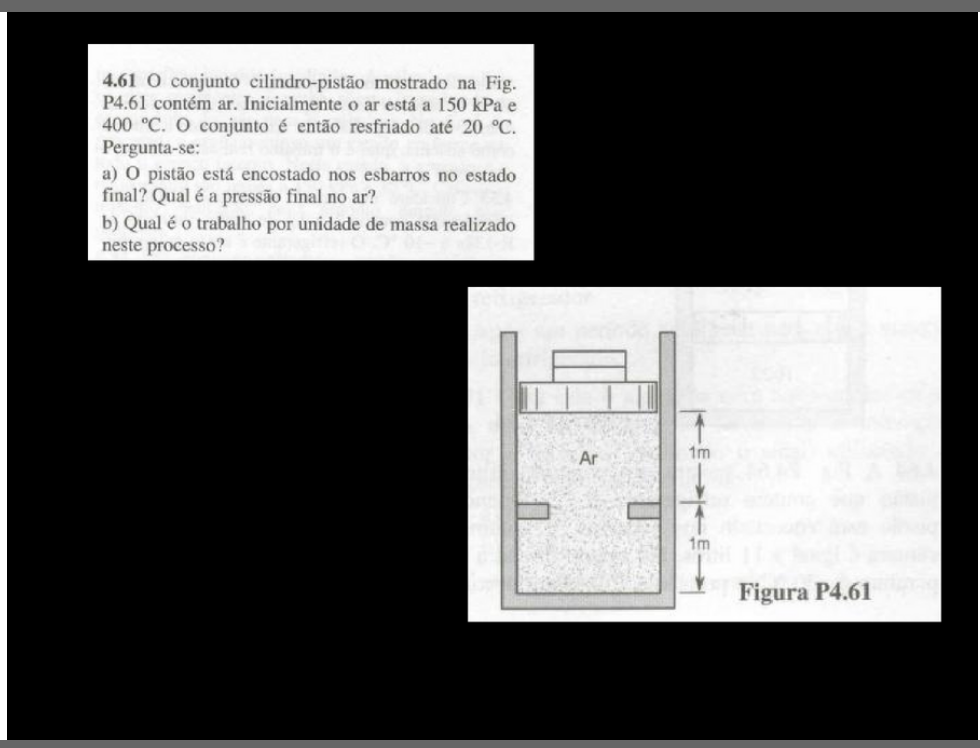 4.61 O conjunto cilindro-pistão mostrado na Fig.
P4.61 contém ar. Inicialmente o ar está a 150 kPa e
400 ºC. O conjunto é então resfriado até 20 ºC.
Pergunta-se:
a) O pistão está encostado nos esbarros no estado
final? Qual é a pressão final no ar?
b) Qual é o trabalho por unidade de massa realizado
neste processo?
Ar
1m
1m
Figura P4.61